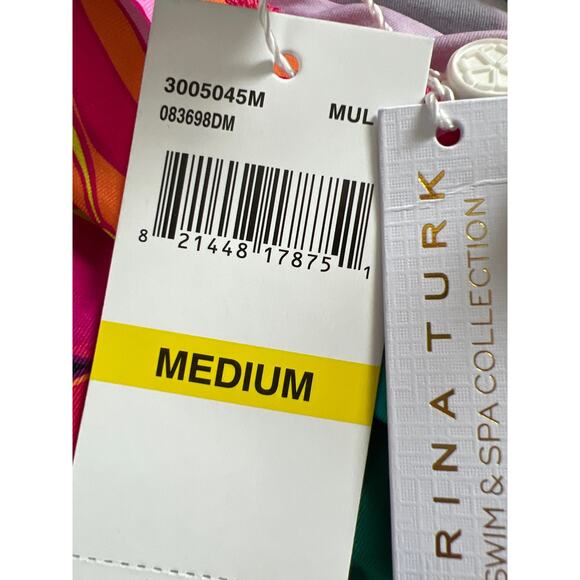 3005045M
083698DM MUL
8 21448 17875 1
MEDIUM
RINA TURK
SWIM & SPA COLLECTION